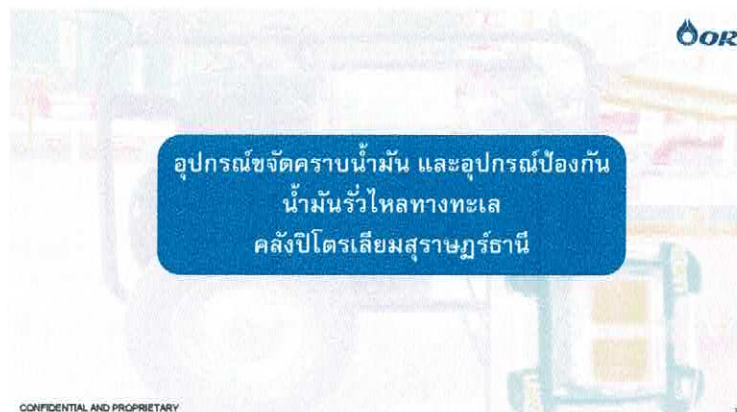 OR
อุปกรณ์ขจัดคราบน้ำมัน และอุปกรณ์ป้องกัน
น้ำมันรั่วไหลทางทะเล
คลังปิโตรเลียมสุราษฎร์ธานี
CONFIDENTIAL AND PROPRIETARY